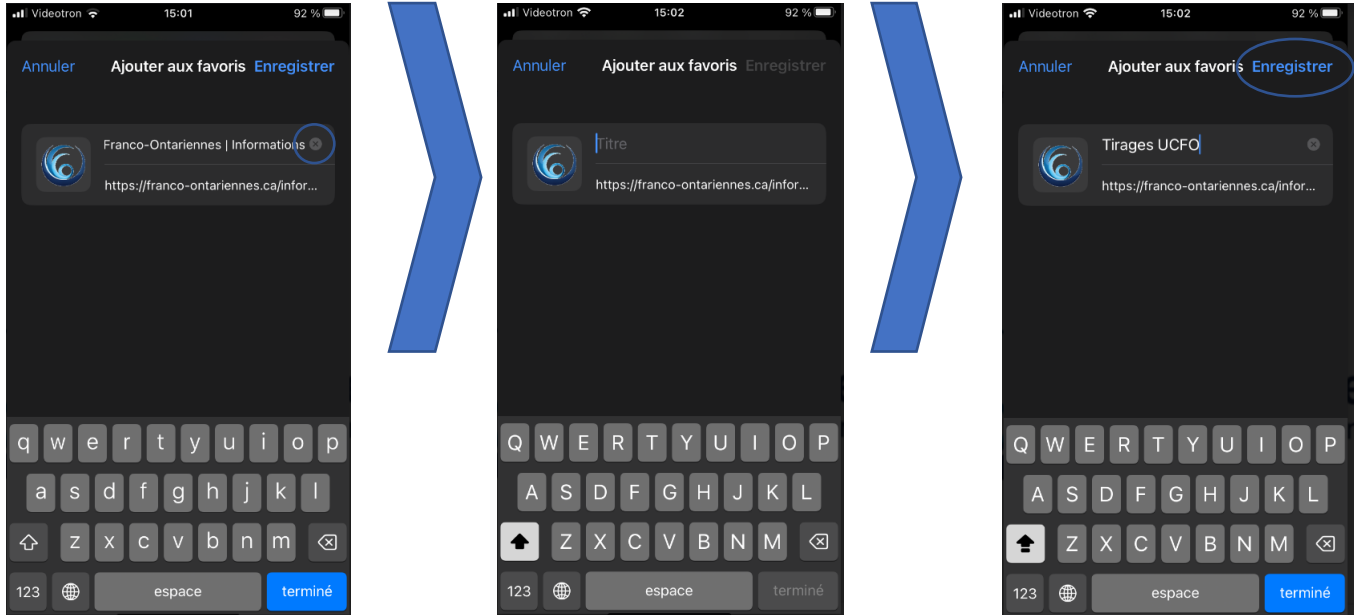 Videotron 15:01 92 %
Annuler Ajouter aux favoris Enregistrer
Franco-Ontariennes | Informations
https://franco-ontariennes.ca/infor...
q w e r t y u i o p
a s d f g h j k l
z x c v b n m
123 espace terminé
Videotron 15:02 92 %
Annuler Ajouter aux favoris Enregistrer
Titre
https://franco-ontariennes.ca/infor...
Q W E R T Y U I O P
A S D F G H J K L
Z X C V B N M
123 espace terminé
Videotron 15:02 92 %
Annuler Ajouter aux favoris Enregistrer
Tirages UCFO
https://franco-ontariennes.ca/infor...
Q W E R T Y U I O P
A S D F G H J K L
Z X C V B N M
123 espace terminé